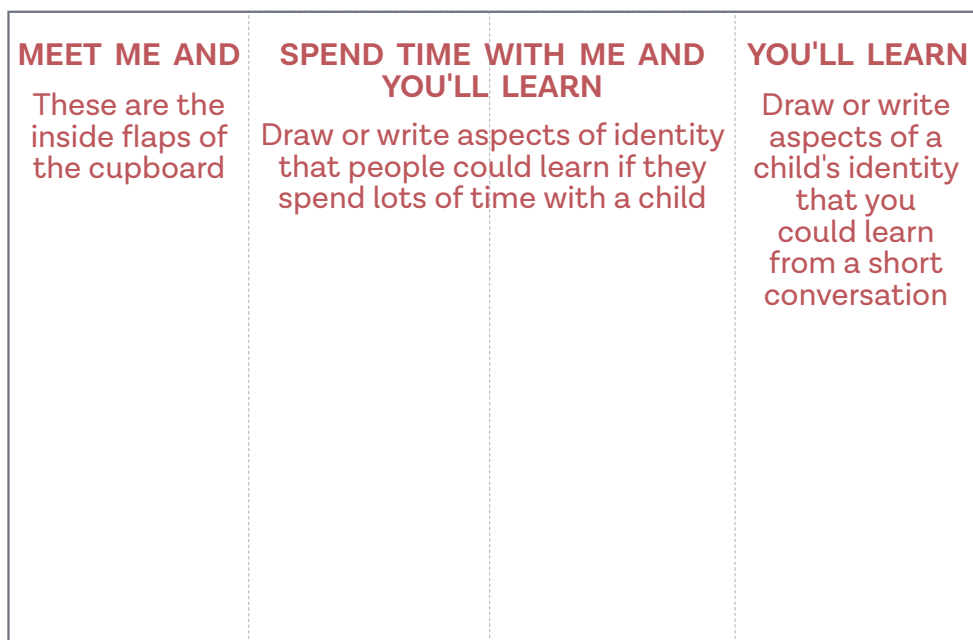 MEET ME AND
These are the
inside flaps of
the cupboard
SPEND TIME WITH ME AND
YOU'LL LEARN
Draw or write aspects of identity
that people could learn if they
spend lots of time with a child
YOU'LL LEARN
Draw or write
aspects of a
child's identity
that you
could learn
from a short
conversation